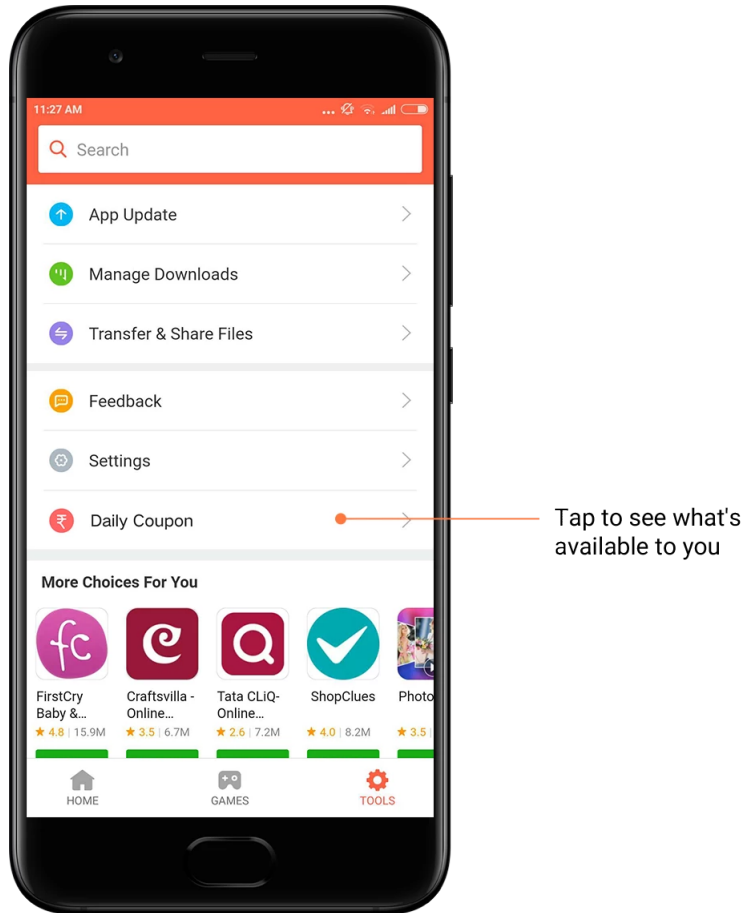 11:27 AM
Search
App Update
Manage Downloads
Transfer & Share Files
Feedback
Settings
₹ Daily Coupon
Tap to see what's
available to you
More Choices For You
fc
FirstCry Craftsvilla - Tata CLiQ- ShopClues Photo
Baby &... Online... Online...
★ 4.8 | 15.9M ★ 3.5 | 6.7M ★ 2.6 | 7.2M ★ 4.0 | 8.2M ★ 3.5 |
HOME GAMES TOOLS